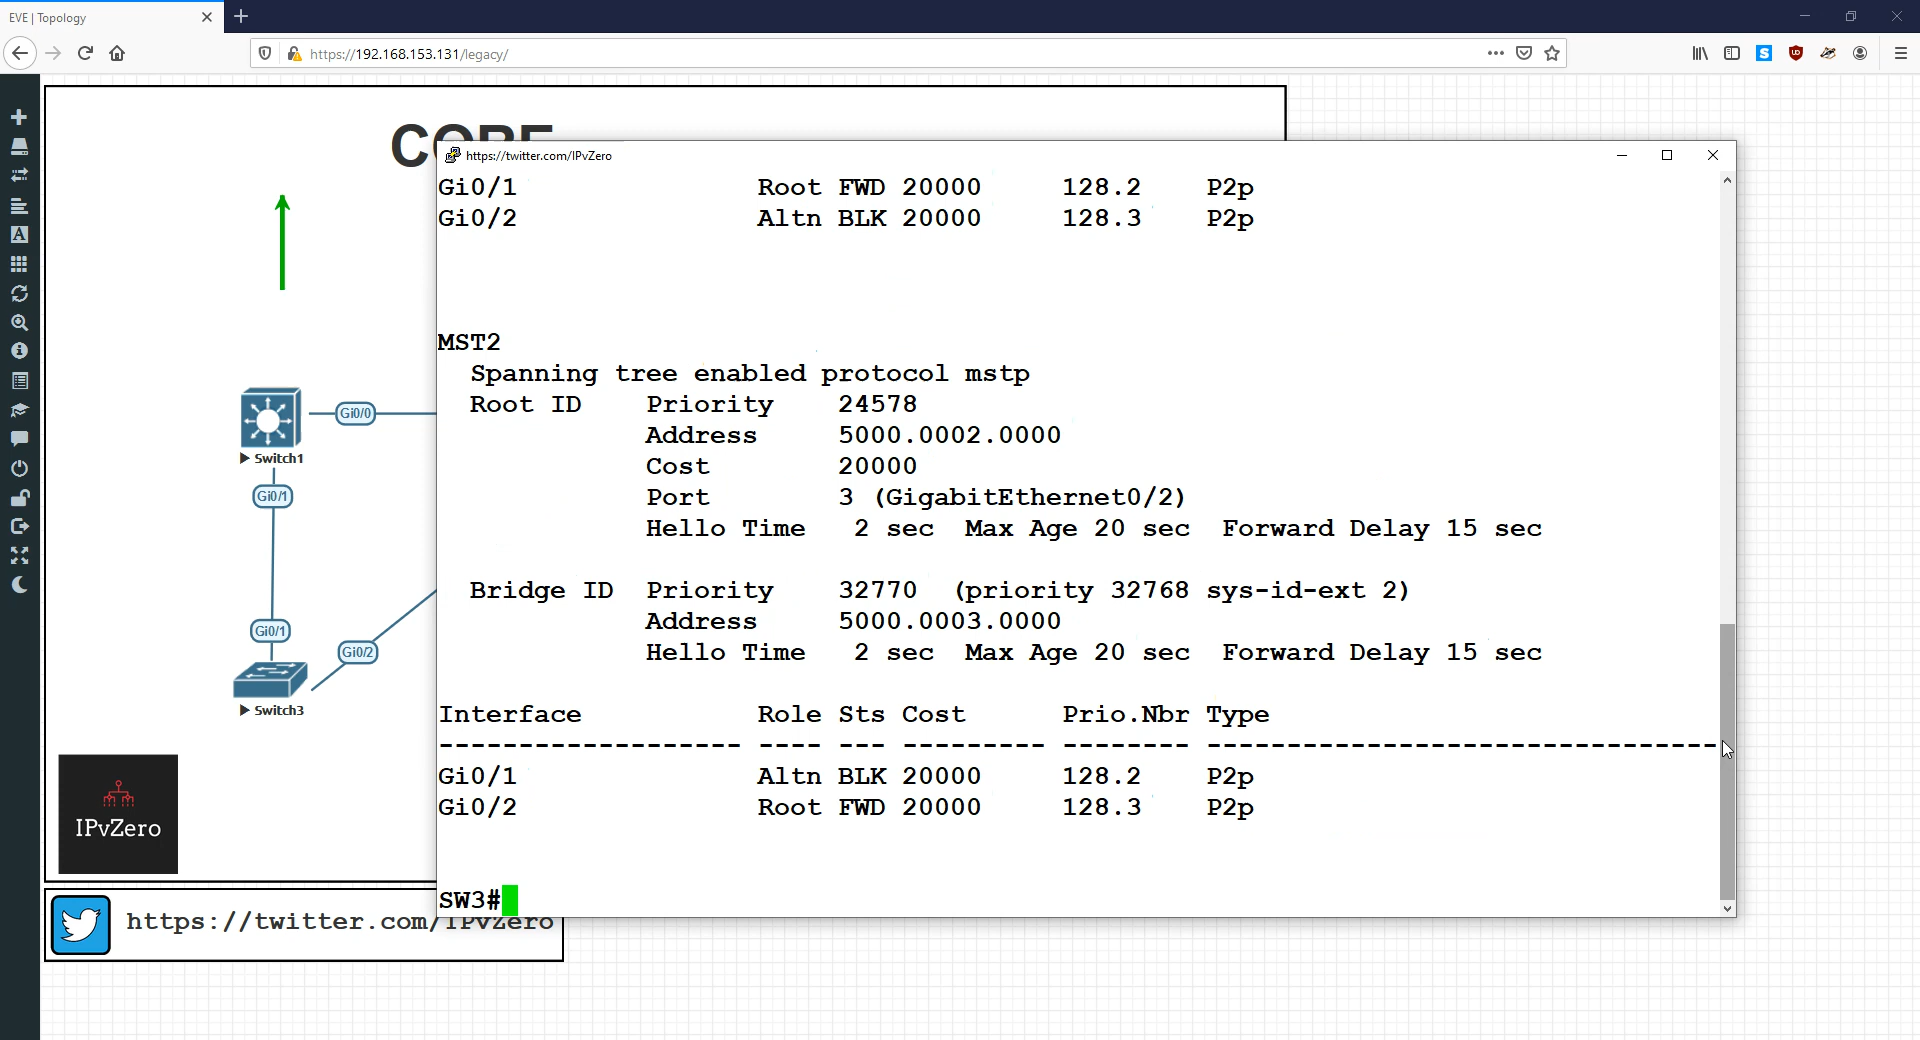 EVE | Topology
https://192.168.153.131/legacy/
https://twitter.com/IPvZero
Gi0/1 Root FWD 20000 128.2 P2p
Gi0/2 Altn BLK 20000 128.3 P2p
MST2
Spanning tree enabled protocol mstp
Root ID Priority 24578
Address 5000.0002.0000
Cost 20000
Port 3 (GigabitEthernet0/2)
Hello Time 2 sec Max Age 20 sec Forward Delay 15 sec
Bridge ID Priority 32770 (priority 32768 sys-id-ext 2)
Address 5000.0003.0000
Hello Time 2 sec Max Age 20 sec Forward Delay 15 sec
Interface Role Sts Cost Prio.Nbr Type
------------------- ---- --- --------- -------- --------------------------------
Gi0/1 Altn BLK 20000 128.2 P2p
Gi0/2 Root FWD 20000 128.3 P2p
SW3#
Gi0/0
Switch1
Gi0/1
Gi0/1
Gi0/2
Switch3
IPvZero
https://twitter.com/IPvZero